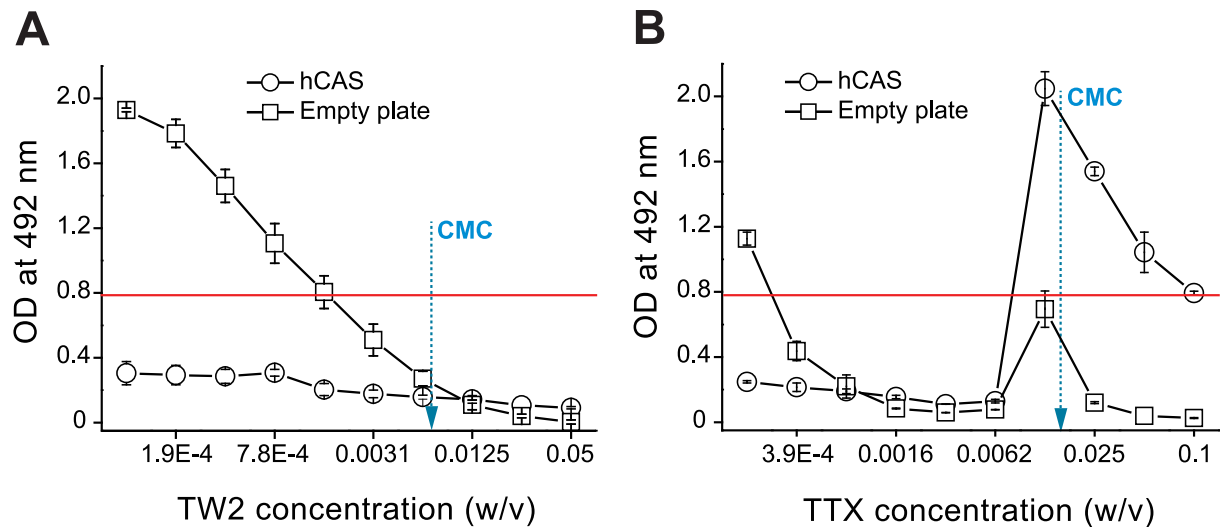 A
OD at 492 nm
2.0
1.6
1.2
0.8
0.4
0
hCAS
Empty plate
CMC
1.9E-4 7.8E-4 0.0031 0.0125 0.05
TW2 concentration (w/v)
B
OD at 492 nm
2.0
1.6
1.2
0.8
0.4
0
hCAS
Empty plate
CMC
3.9E-4 0.0016 0.0062 0.025 0.1
TTX concentration (w/v)